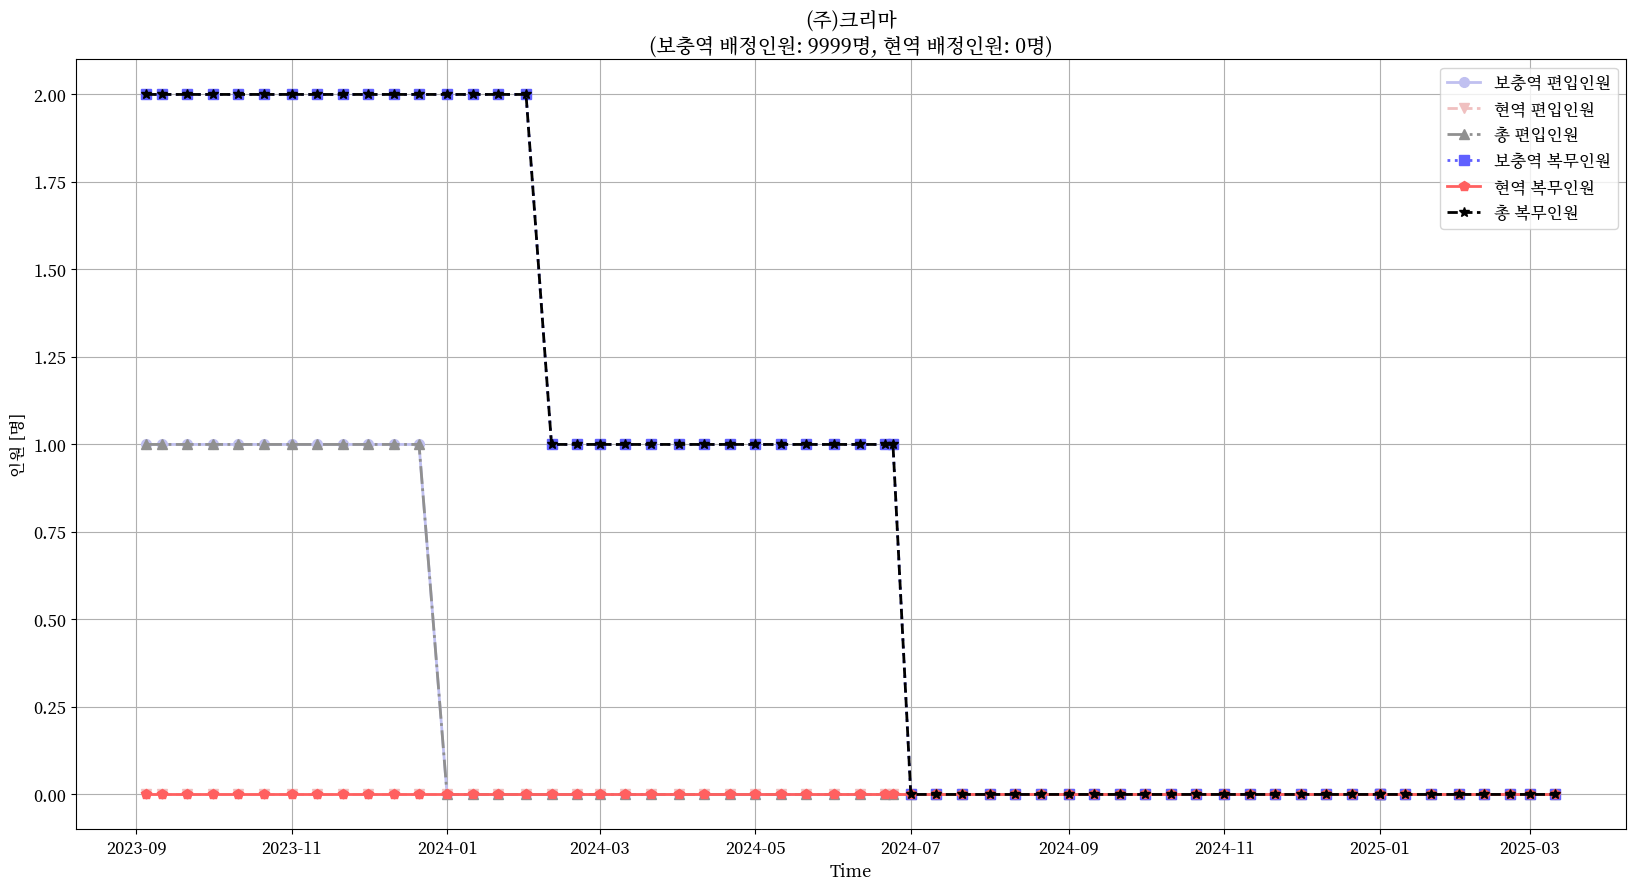 (주)크리마
(보충역 배정인원: 9999명, 현역 배정인원: 0명)
보충역 편입인원
현역 편입인원
총 편입인원
보충역 복무인원
현역 복무인원
총 복무인원
인원 [명]
2.00
1.75
1.50
1.25
1.00
0.75
0.50
0.25
0.00
2023-09
2023-11
2024-01
2024-03
2024-05
2024-07
2024-09
2024-11
2025-01
2025-03
Time